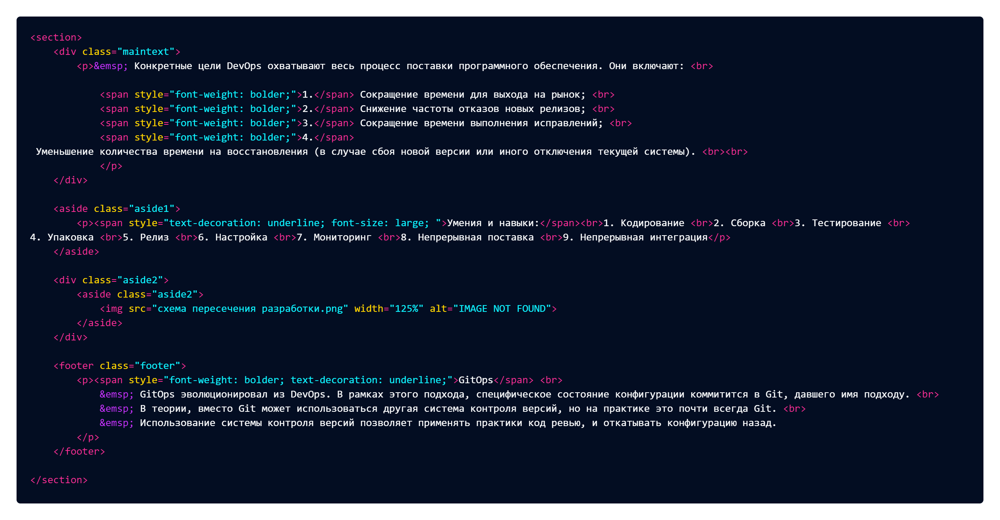 <section>
<div class="maintext">
<p>&emsp; Конкретные цели DevOps охватывают весь процесс поставки программного обеспечения. Они включают: <br>
<span style="font-weight: bolder;">1.</span> Сокращение времени для выхода на рынок; <br>
<span style="font-weight: bolder;">2.</span> Снижение частоты отказов новых релизов; <br>
<span style="font-weight: bolder;">3.</span> Сокращение времени выполнения исправлений; <br>
<span style="font-weight: bolder;">4.</span>
Уменьшение количества времени на восстановления (в случае сбоя новой версии или иного отключения текущей системы). <br><br>
</p>
</div>
<aside class="aside1">
<p><span style="text-decoration: underline; font-size: large; ">Умения и навыки:</span><br>1. Кодирование <br>2. Сборка <br>3. Тестирование <br>
4. Упаковка <br>5. Релиз <br>6. Настройка <br>7. Мониторинг <br>8. Непрерывная поставка <br>9. Непрерывная интеграция</p>
</aside>
<div class="aside2">
<aside class="aside2">
<img src="схема пересечения разработки.png" width="125%" alt="IMAGE NOT FOUND">
</aside>
</div>
<footer class="footer">
<p><span style="font-weight: bolder; text-decoration: underline;">GitOps</span> <br>
&emsp; GitOps эволюционировал из DevOps. В рамках этого подхода, специфическое состояние конфигурации коммитится в Git, давшего имя подходу. <br>
&emsp; В теории, вместо Git может использоваться другая система контроля версий, но на практике это почти всегда Git. <br>
&emsp; Использование системы контроля версий позволяет применять практики код ревью, и откатывать конфигурацию назад.
</p>
</footer>
</section>